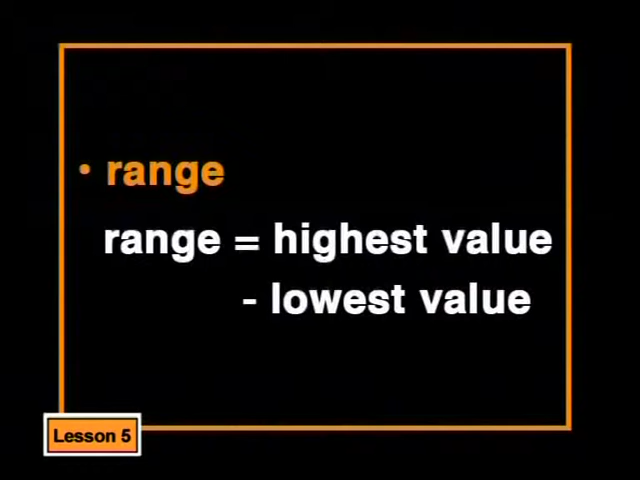 • range
range = highest value
- lowest value
Lesson 5